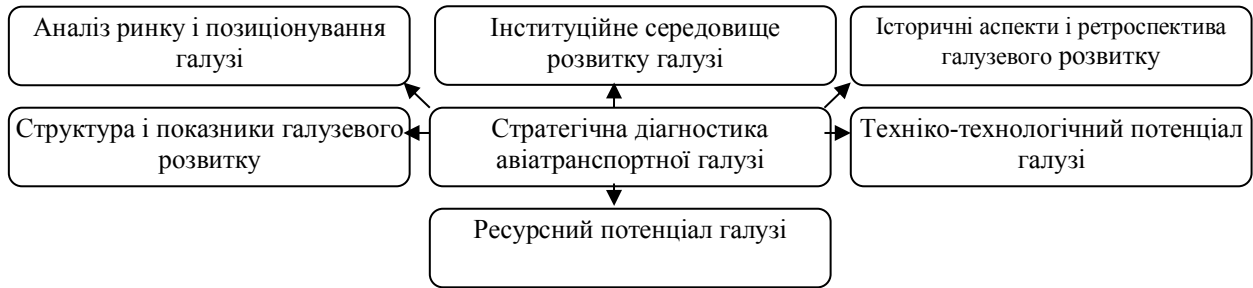 Аналіз ринку і позиціонування
галузі
Інституційне середовище
розвитку галузі
Історичні аспекти і ретроспектива
галузевого розвитку
Структура і показники галузевого
розвитку
Стратегічна діагностика
авіатранспортної галузі
Техніко-технологічний потенціал
галузі
Ресурсний потенціал галузі